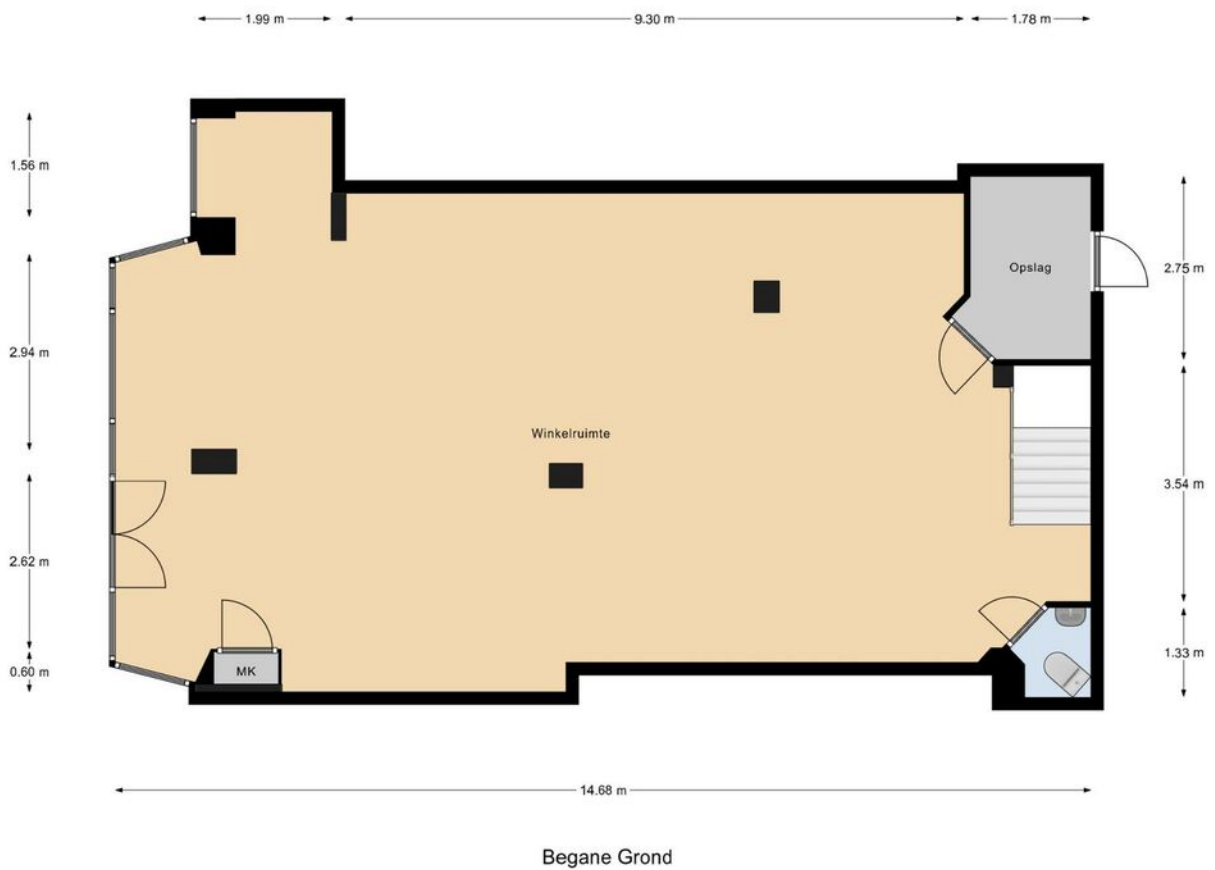 1.99 m
9.30 m
1.78 m
1.56 m
2.94 m
2.62 m
0.60 m
Opslag
Winkelruimte
MK
2.75 m
3.54 m
1.33 m
14.68 m
Begane Grond